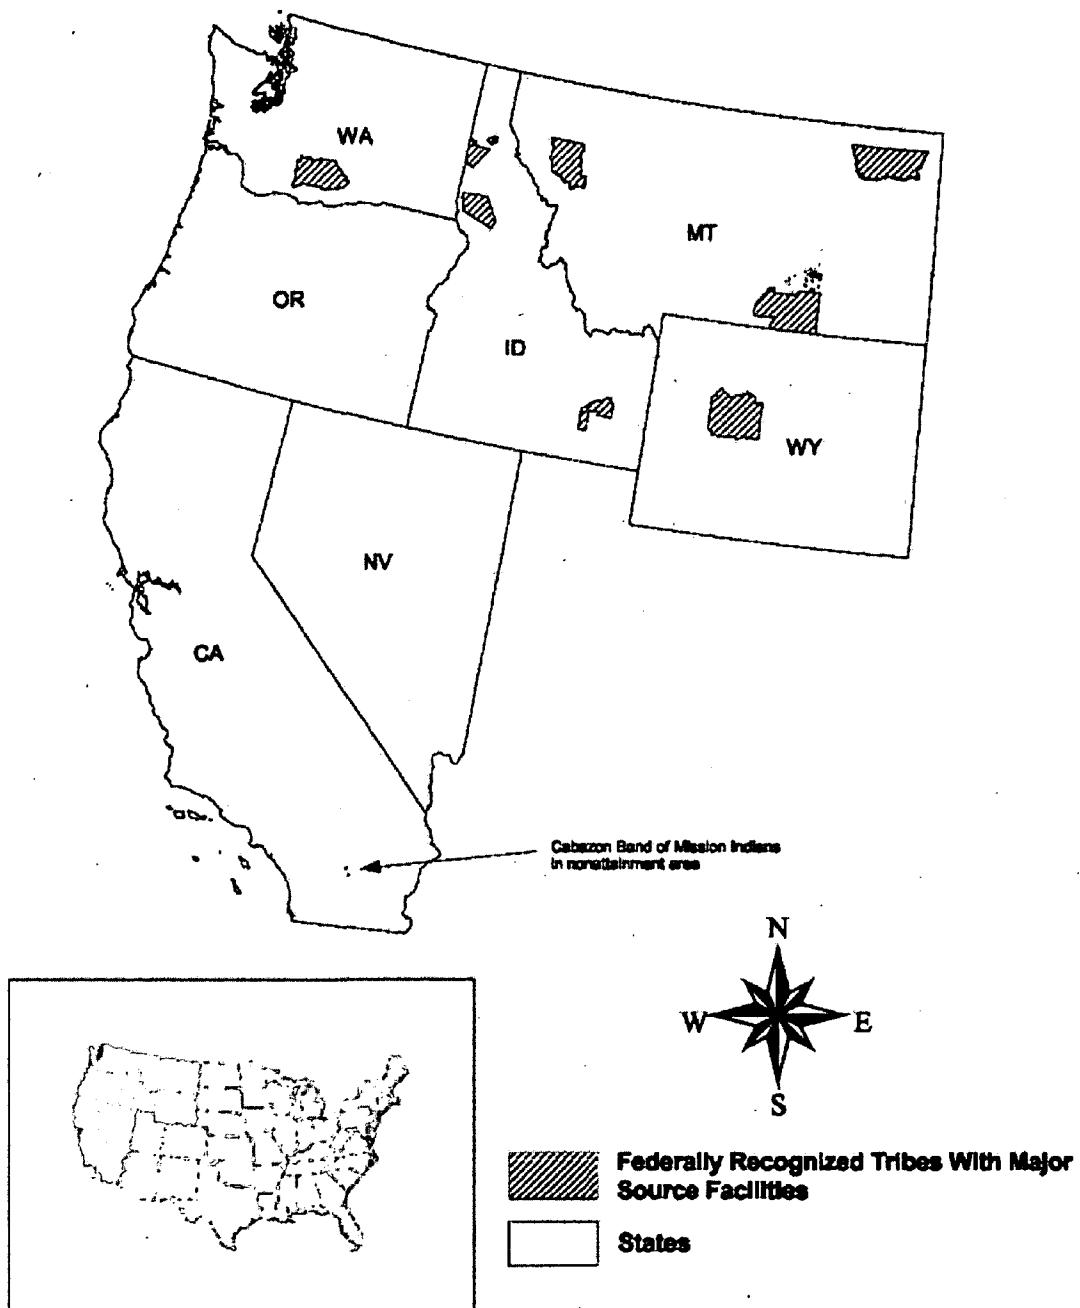 WA
MT
OR
ID
WY
NV
CA
Cabazon Band of Mission Indians
in nonattainment area
N
W
E
S
Federally Recognized Tribes With Major
Source Facilities
States